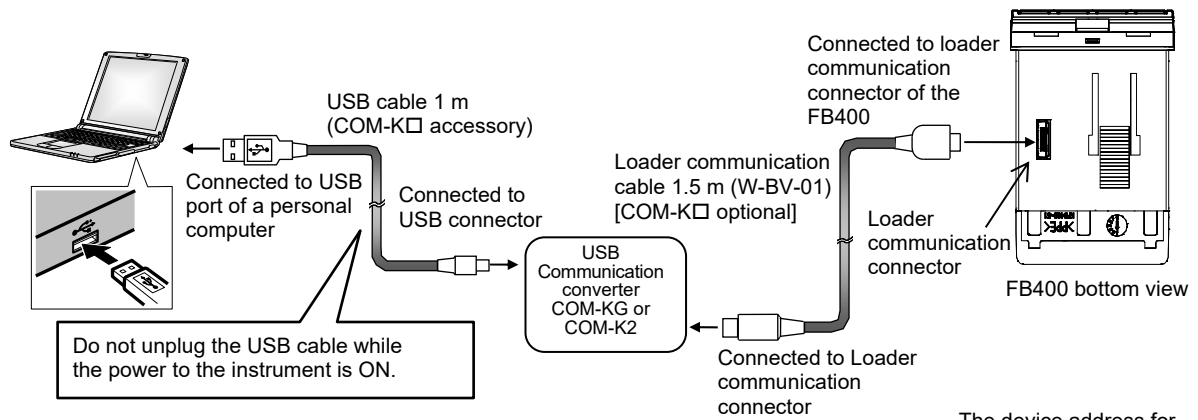 USB cable 1 m
(COM-K□ accessory)
Connected to USB
port of a personal
computer
Connected to
USB connector
Do not unplug the USB cable while
the power to the instrument is ON.
USB
Communication
converter
COM-KG or
COM-K2
Loader communication
cable 1.5 m (W-BV-01)
[COM-K□ optional]
Connected to Loader
communication
connector
Connected to loader
communication
connector of the
FB400
Loader
communication
connector
>PPE<
FB400 bottom view
The device address for